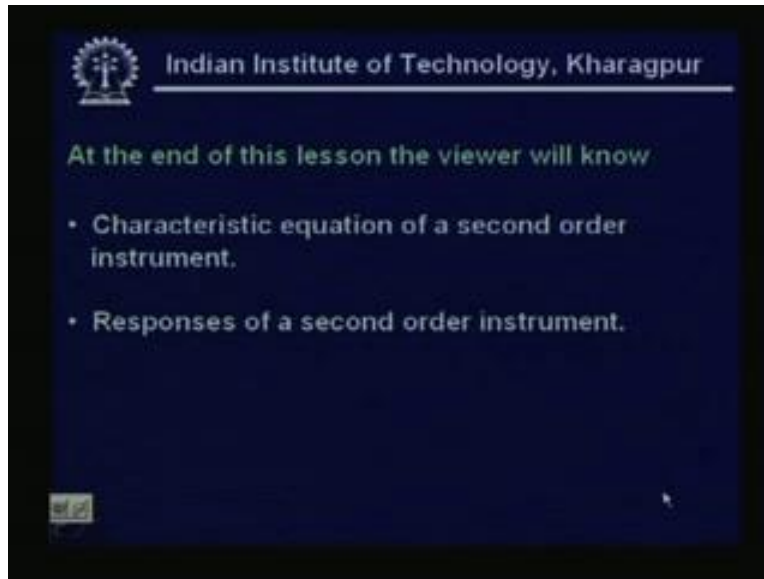 Indian Institute of Technology, Kharagpur
At the end of this lesson the viewer will know
• Characteristic equation of a second order
instrument.
• Responses of a second order instrument.